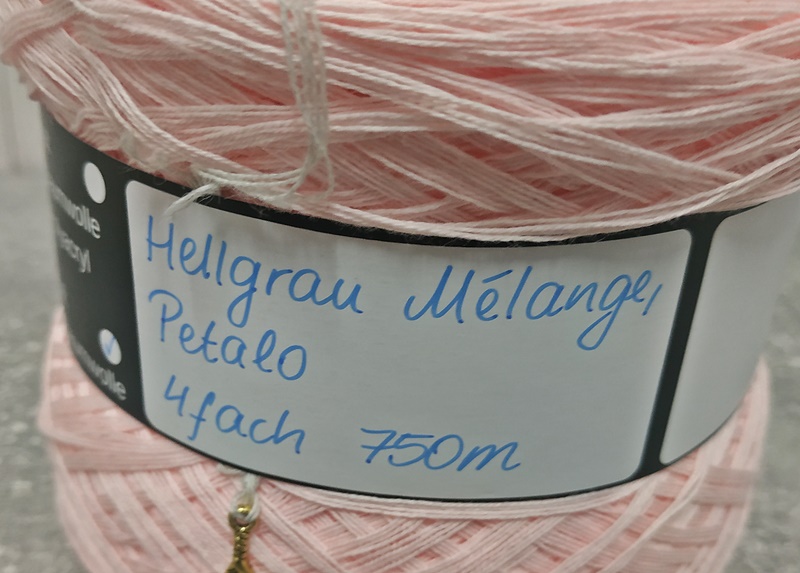 Hellgrau Mélange,
Petalo
4fach 750m